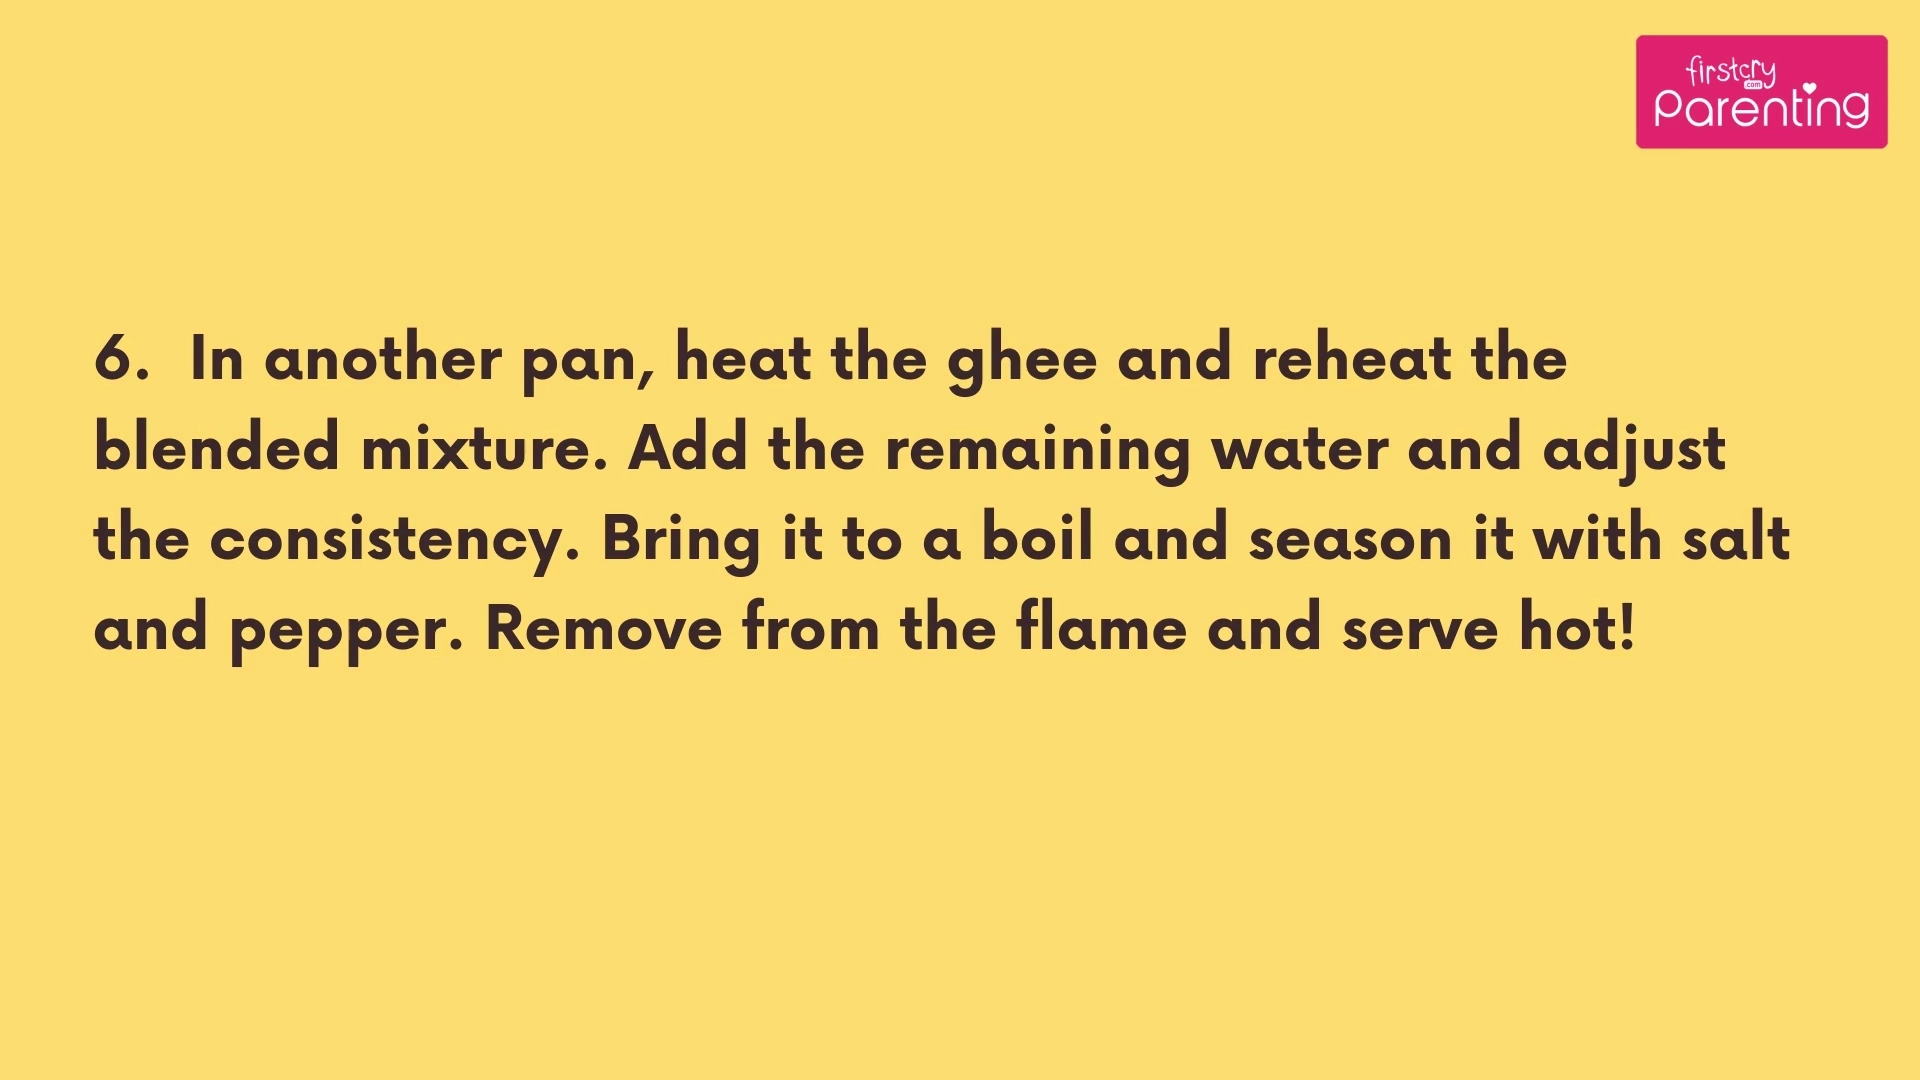 firstcry
.com
Parenting
6. In another pan, heat the ghee and reheat the
blended mixture. Add the remaining water and adjust
the consistency. Bring it to a boil and season it with salt
and pepper. Remove from the flame and serve hot!